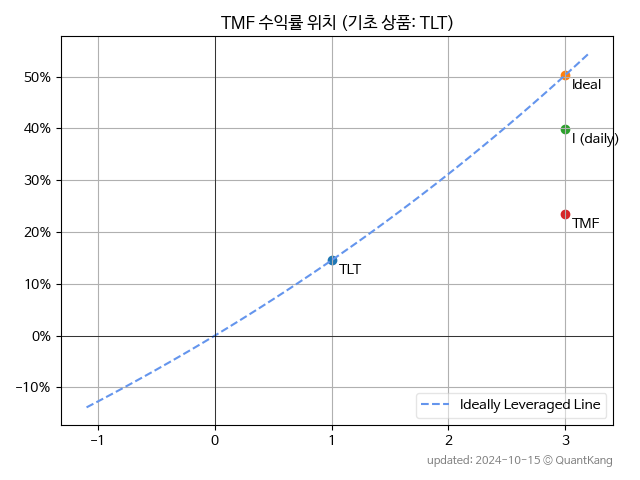 TMF 수익률 위치 (기초 상품: TLT)
50%
40%
30%
20%
10%
0%
−10%
Ideal
I (daily)
TMF
TLT
Ideally Leveraged Line
−1 0 1 2 3
updated: 2024-10-15 © QuantKang